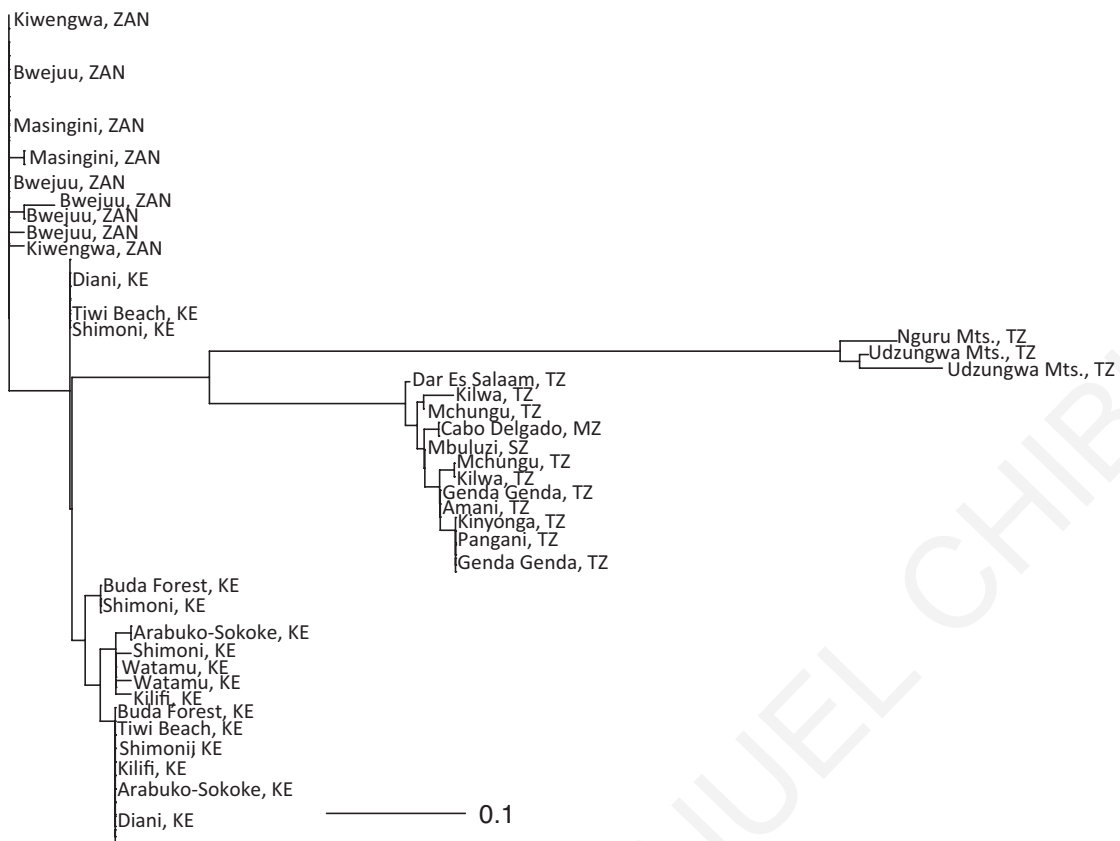 Kiwengwa, ZAN
Bwejuu, ZAN
Masingini, ZAN
Masingini, ZAN
Bwejuu, ZAN
Bwejuu, ZAN
Bwejuu, ZAN
Bwejuu, ZAN
Kiwengwa, ZAN
Diani, KE
Tiwi Beach, KE
Shimoni, KE
Nguru Mts., TZ
Udzungwa Mts., TZ
Udzungwa Mts., TZ
Dar Es Salaam, TZ
Kilwa, TZ
Mchungu, TZ
Cabo Delgado, MZ
Mbuluzi, SZ
Mchungu, TZ
Kilwa, TZ
Genda Genda, TZ
Amani, TZ
Kinyonga, TZ
Pangani, TZ
Genda Genda, TZ
Buda Forest, KE
Shimoni, KE
Arabuko-Sokoke, KE
Shimoni, KE
Watamu, KE
Watamu, KE
Kilifi, KE
Buda Forest, KE
Tiwi Beach, KE
Shimonij KE
Kilifi, KE
Arabuko-Sokoke, KE
Diani, KE
0.1
UEL CHIB